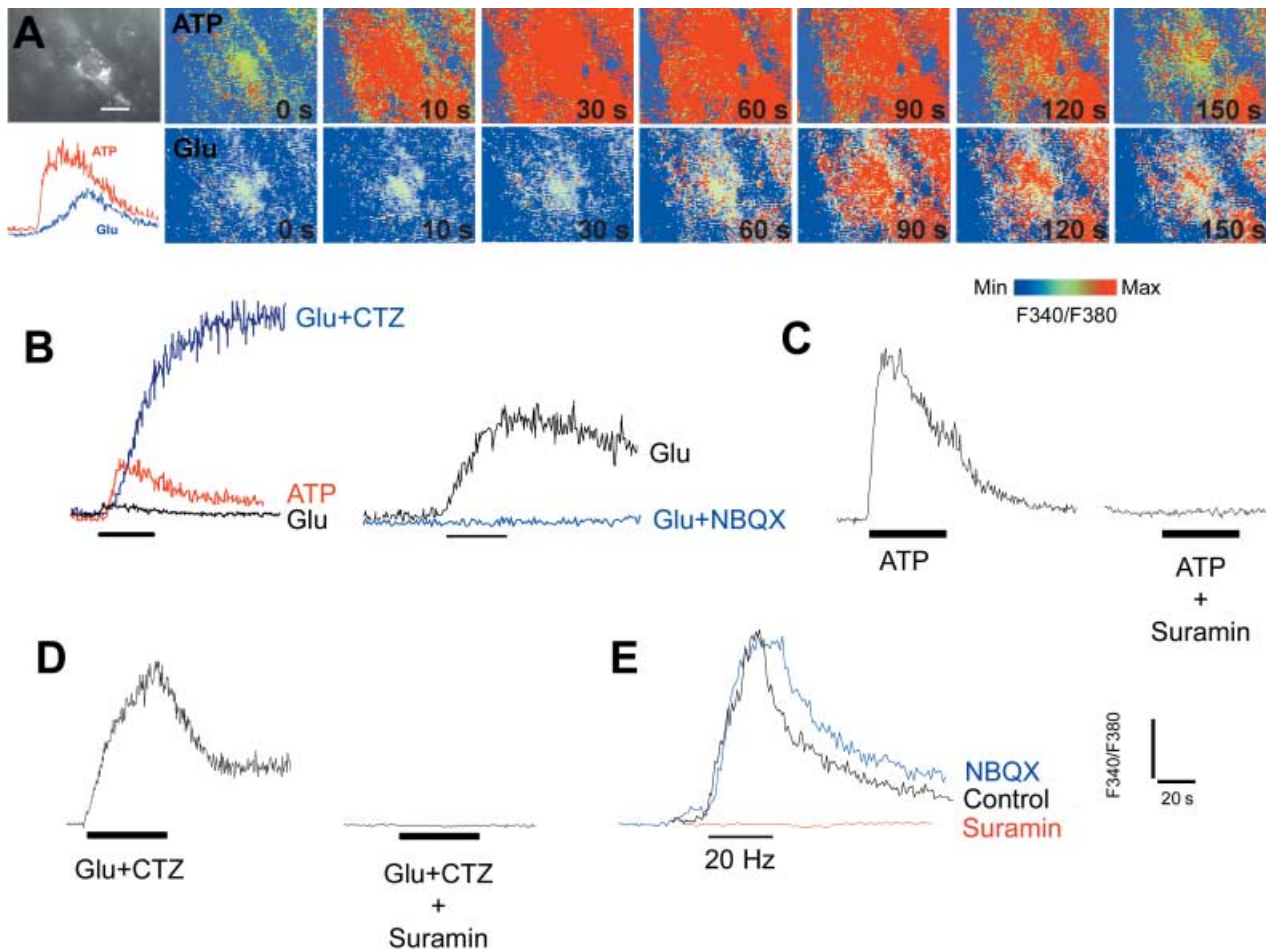 A
ATP
0 s
10 s
30 s
60 s
90 s
120 s
150 s
ATP
Glu
Glu
0 s
10 s
30 s
60 s
90 s
120 s
150 s
Min
Max
F340/F380
B
Glu+CTZ
ATP
Glu
Glu
Glu+NBQX
C
ATP
ATP
+
Suramin
D
Glu+CTZ
Glu+CTZ
+
Suramin
E
NBQX
Control
Suramin
20 Hz
F340/F380
20 s